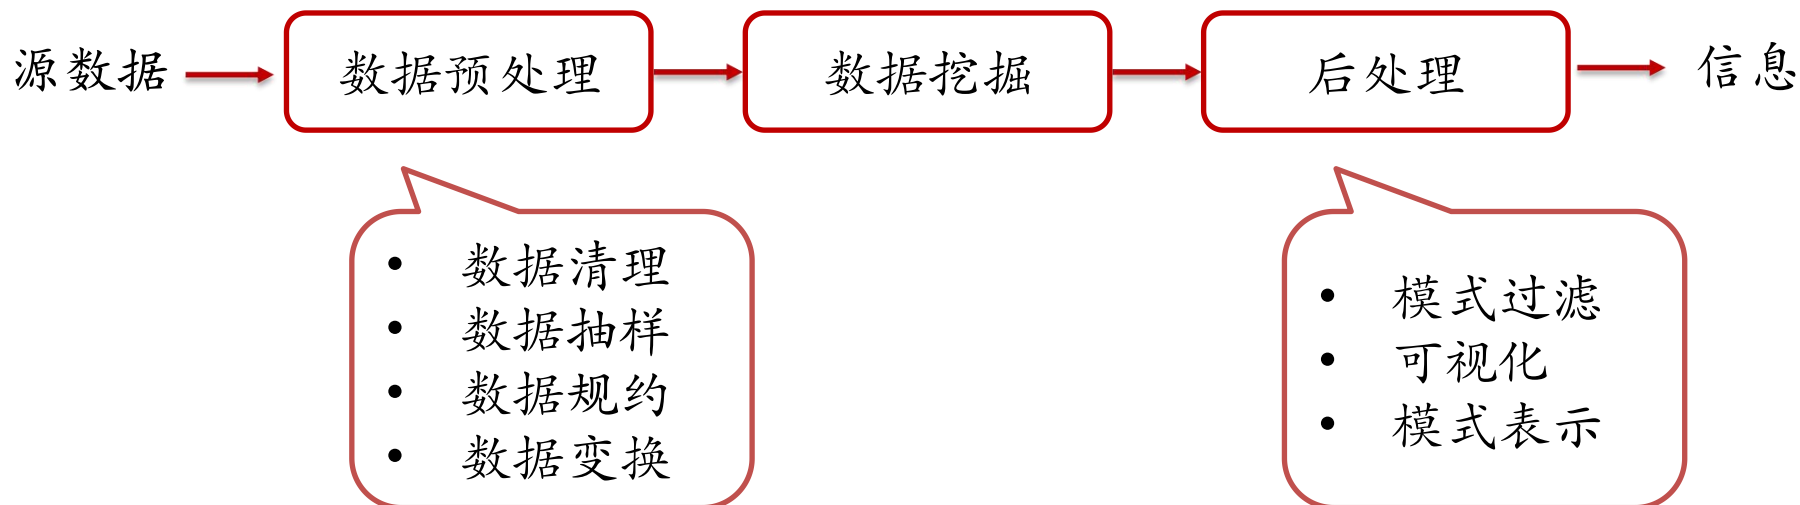 源数据
数据预处理
数据挖掘
后处理
信息
• 数据清理
• 数据抽样
• 数据规约
• 数据变换
• 模式过滤
• 可视化
• 模式表示